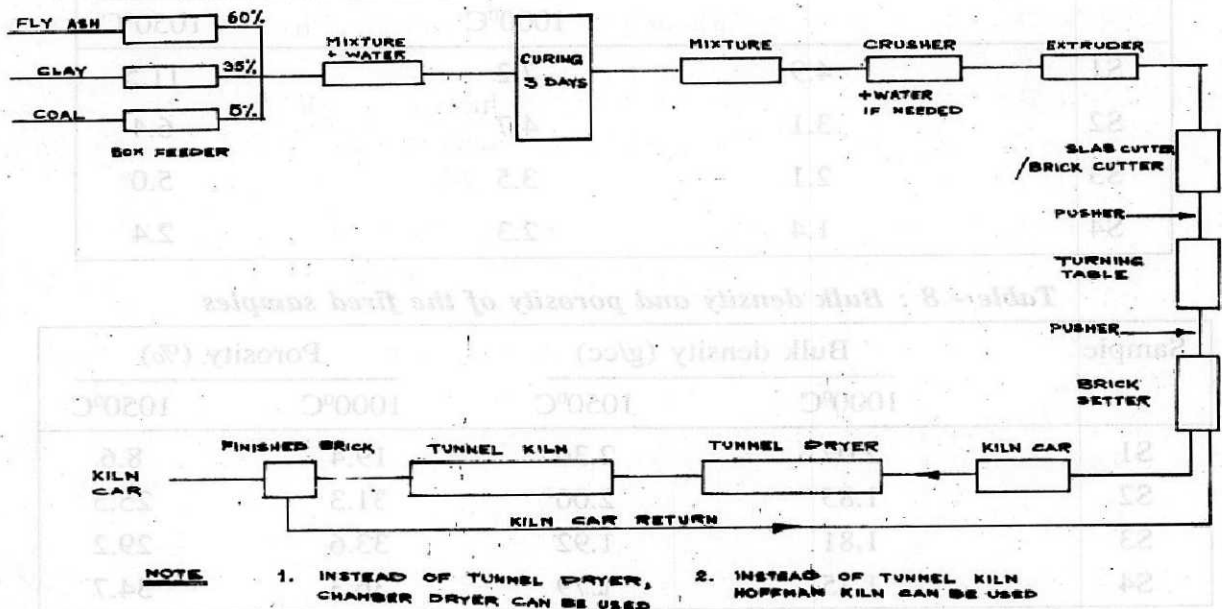 FLY ASH 60%
CLAY 35%
COAL 5%
BOX FEEDER
MIXTURE
+ WATER
CURING
3 DAYS
MIXTURE
CRUSHER
+WATER
IF NEEDED
EXTRUDER
SLAB CUTTER
/BRICK CUTTER
PUSHER
TURNING
TABLE
PUSHER
BRICK
SETTER
KILN CAR
TUNNEL DRYER
TUNNEL KILN
FINISHED BRICK
KILN
CAR
KILN CAR RETURN
NOTE
1. INSTEAD OF TUNNEL DRYER,
CHAMBER DRYER CAN BE USED
2. INSTEAD OF TUNNEL KILN
HOFFMAN KILN CAN BE USED